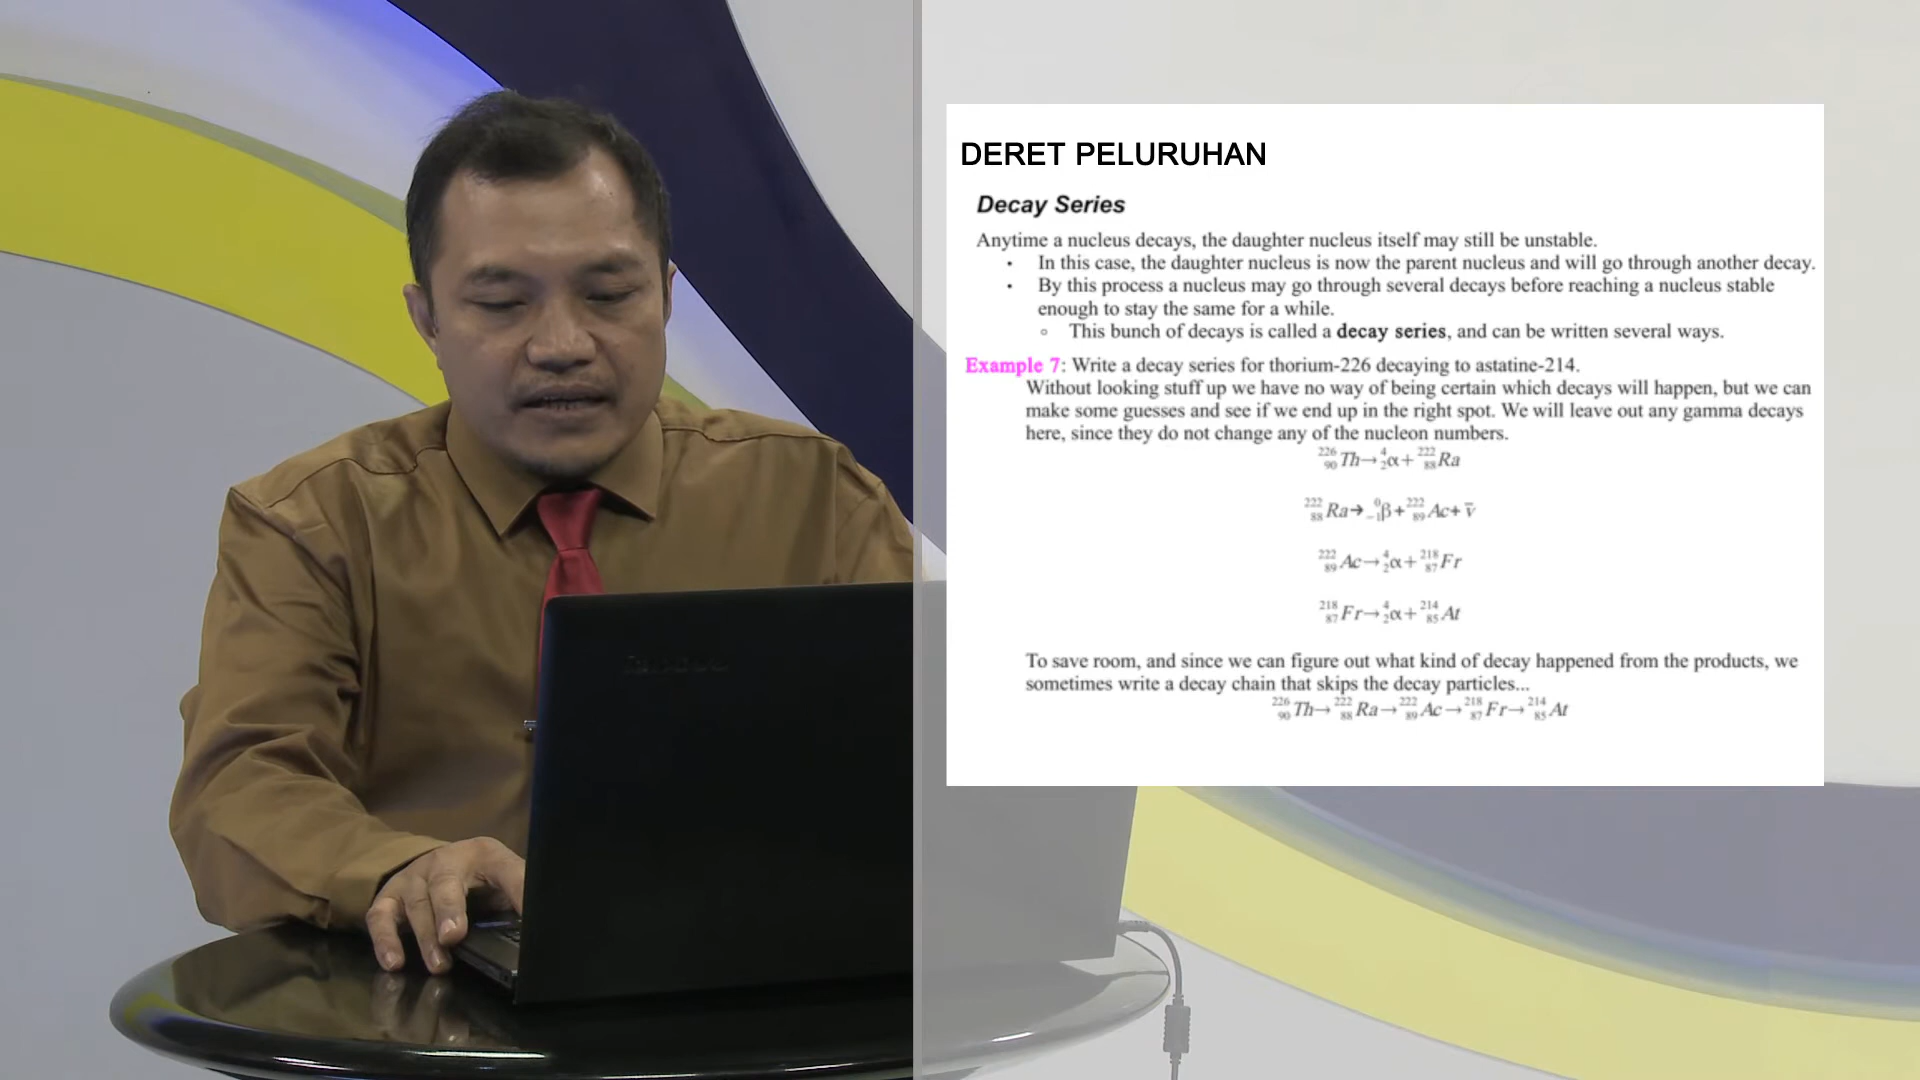 DERET PELURUHAN
Decay Series
Anytime a nucleus decays, the daughter nucleus itself may still be unstable.
• In this case, the daughter nucleus is now the parent nucleus and will go through another decay.
• By this process a nucleus may go through several decays before reaching a nucleus stable
enough to stay the same for a while.
○ This bunch of decays is called a decay series, and can be written several ways.
Example 7: Write a decay series for thorium-226 decaying to astatine-214.
Without looking stuff up we have no way of being certain which decays will happen, but we can
make some guesses and see if we end up in the right spot. We will leave out any gamma decays
here, since they do not change any of the nucleon numbers.
²²⁶₉₀Th→⁴₂α+²²²₈₈Ra
²²²₈₈Ra→⁰₋₁β+²²²₈₉Ac+ν̄
²²²₈₉Ac→⁴₂α+²¹⁸₈₇Fr
²¹⁸₈₇Fr→⁴₂α+²¹⁴₈₅At
To save room, and since we can figure out what kind of decay happened from the products, we
sometimes write a decay chain that skips the decay particles...
²²⁶₉₀Th→²²²₈₈Ra→²²²₈₉Ac→²¹⁸₈₇Fr→²¹⁴₈₅At